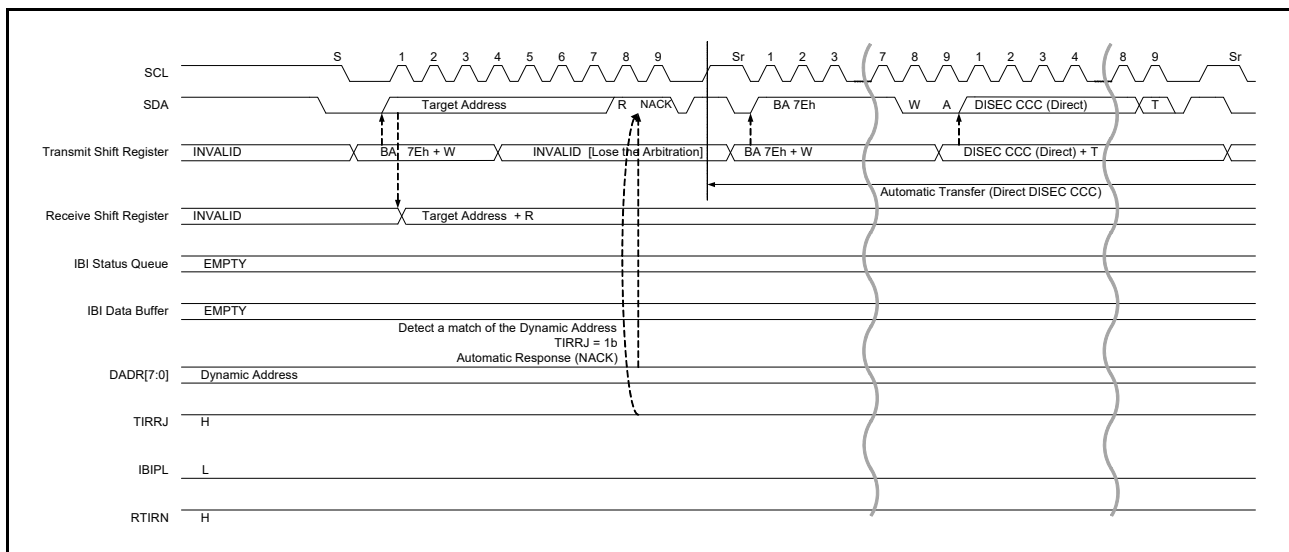 S 1 2 3 4 5 6 7 8 9 Sr 1 2 3 7 8 9 1 2 3 4 8 9 Sr
SCL
SDA Target Address R NACK BA 7Eh W A DISEC CCC (Direct) T
Transmit Shift Register INVALID BA 7Eh + W INVALID [Lose the Arbitration] BA 7Eh + W DISEC CCC (Direct) + T
Automatic Transfer (Direct DISEC CCC)
Receive Shift Register INVALID Target Address + R
IBI Status Queue EMPTY
IBI Data Buffer EMPTY
Detect a match of the Dynamic Address
TIRRJ = 1b
Automatic Response (NACK)
DADR[7:0] Dynamic Address
TIRRJ H
IBIPL L
RTIRN H